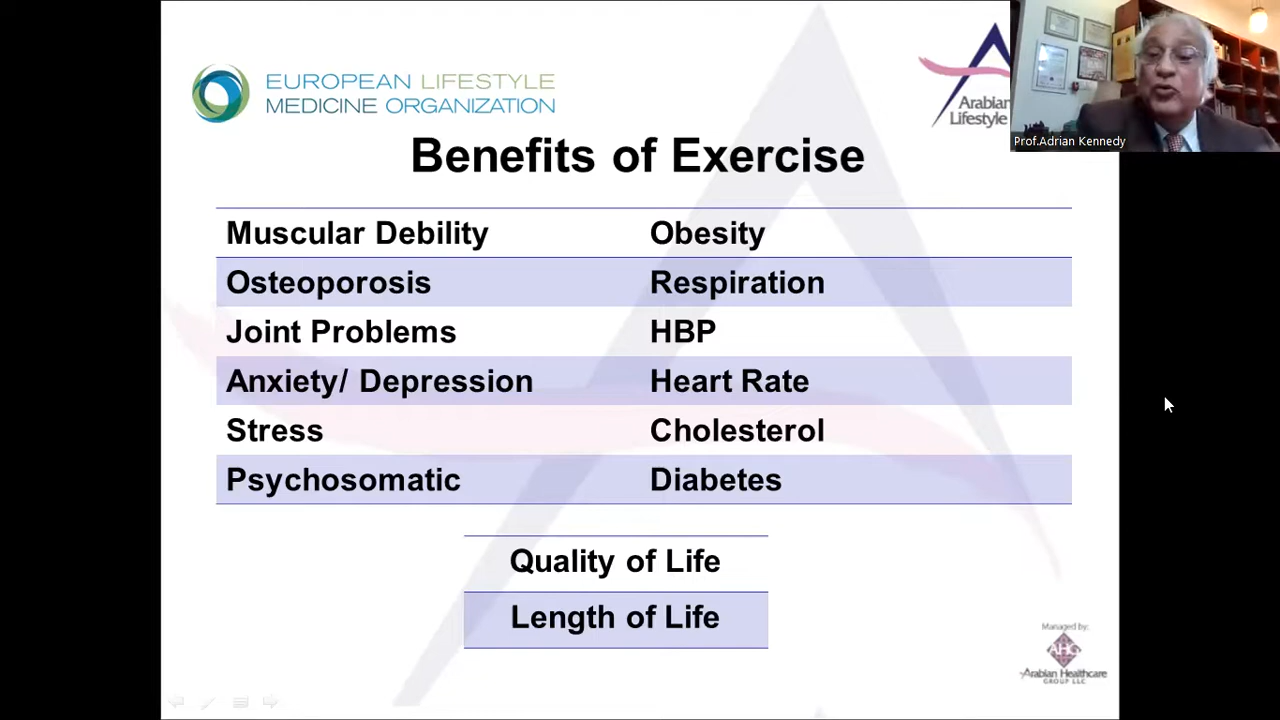 EUROPEAN LIFESTYLE
MEDICINE ORGANIZATION
Arabian
Lifestyle
Prof.Adrian Kennedy
Benefits of Exercise
Muscular Debility Obesity
Osteoporosis Respiration
Joint Problems HBP
Anxiety/ Depression Heart Rate
Stress Cholesterol
Psychosomatic Diabetes
Quality of Life
Length of Life
Managed by:
AHG
Arabian Healthcare
GROUP LLC